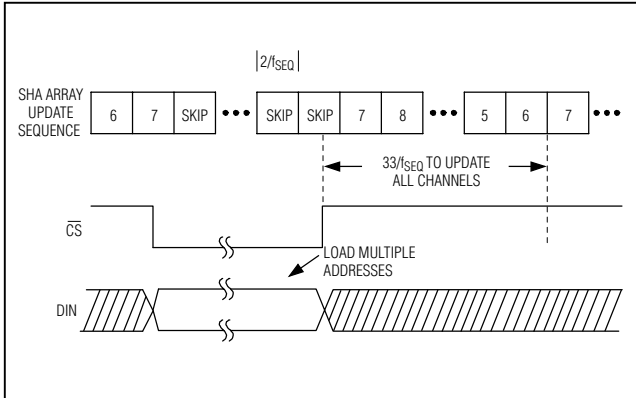 |2/fSEQ|
SHA ARRAY
UPDATE
SEQUENCE
6 7 SKIP ••• SKIP SKIP 7 8 ••• 5 6 7 •••
33/fSEQ TO UPDATE
ALL CHANNELS
CS
LOAD MULTIPLE
ADDRESSES
DIN